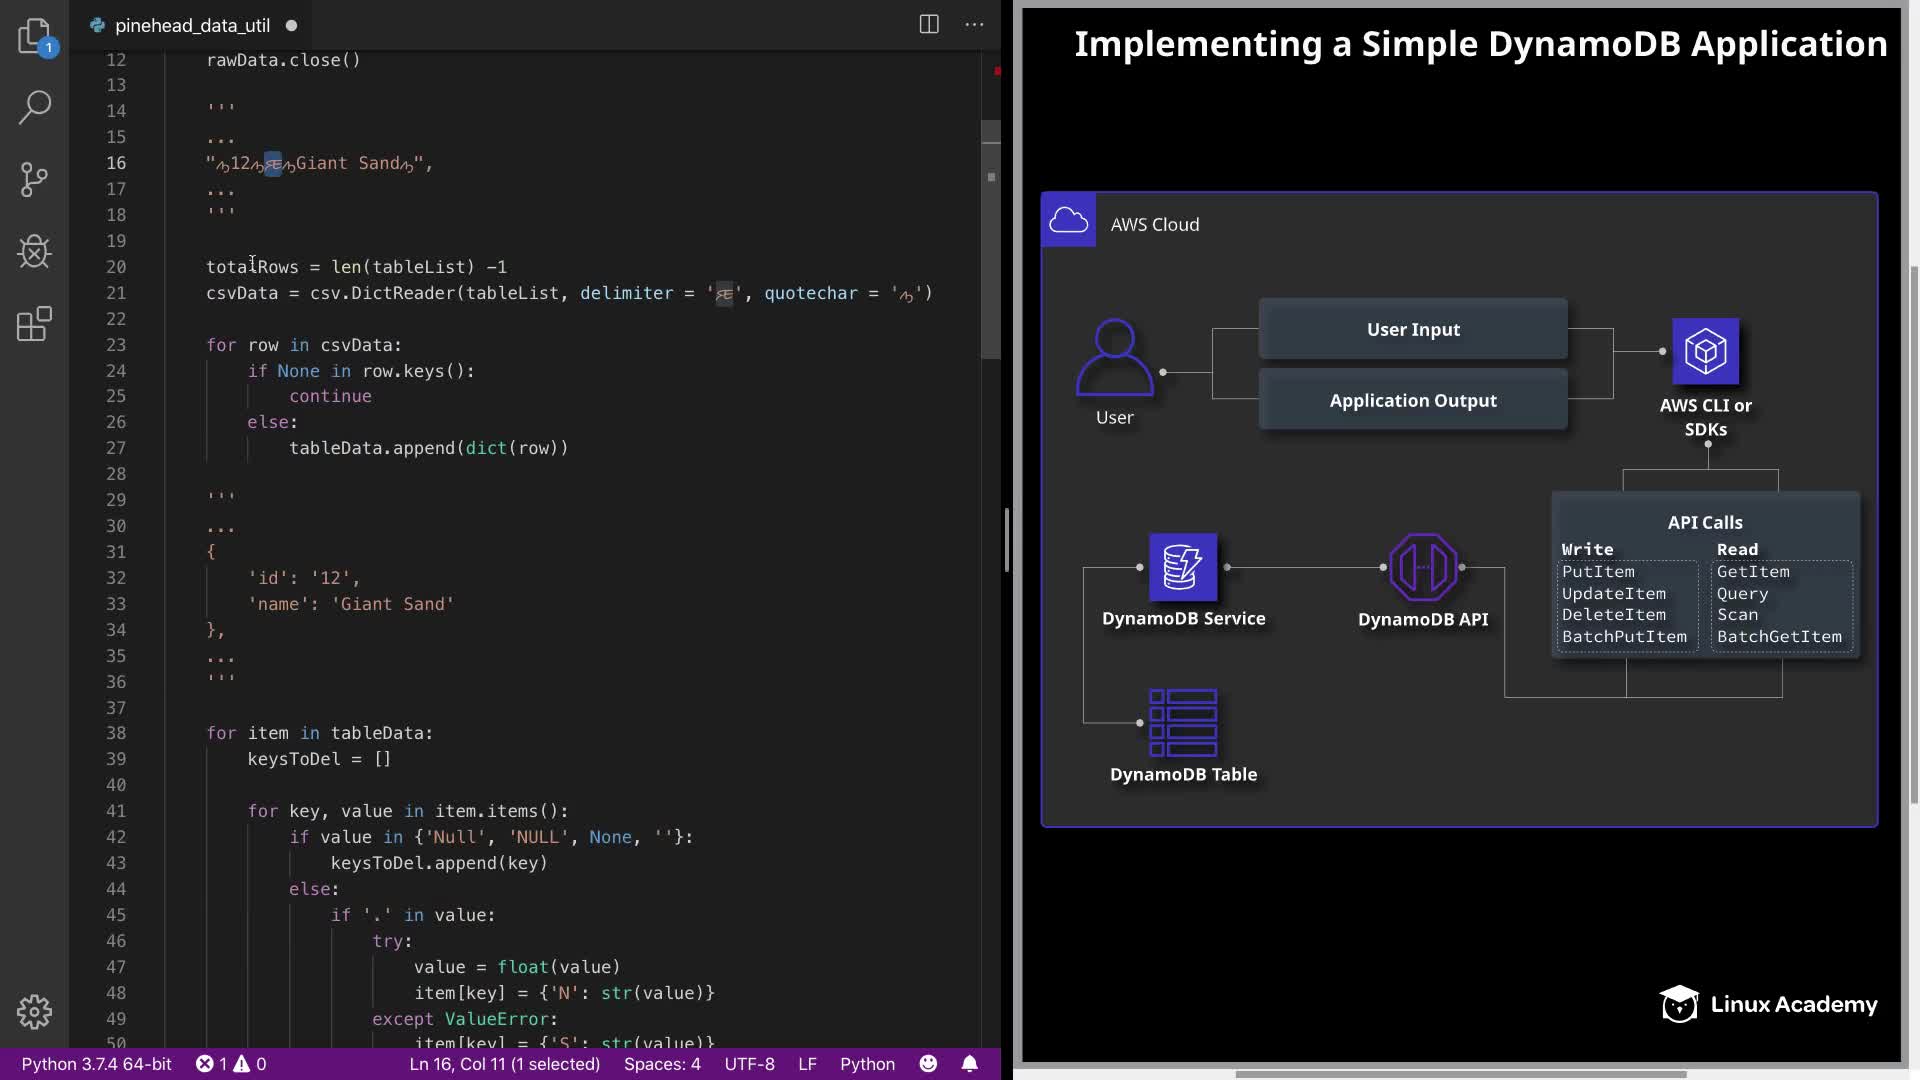 pinehead_data_util
1
12 rawData.close()
13
14 '''
15 ...
16
17 ...
18 '''
19
20 totalRows = len(tableList) -1
21 csvData = csv.DictReader(tableList, delimiter =
22
23 for row in csvData:
24 if None in row.keys():
25 continue
26 else:
27 tableData.append(dict(row))
28
29 '''
30 ...
31 {
32 'id': '12',
33 'name': 'Giant Sand'
34 },
35 ...
36 '''
37
38 for item in tableData:
39 keysToDel = []
40
41 for key, value in item.items():
42 if value in {'Null', 'NULL', None, ''}:
43 keysToDel.append(key)
44 else:
45 if '.' in value:
46 try:
47 value = float(value)
48 item[key] = {'N': str(value)}
49 except ValueError:
50 item[key] = {'S': str(value)}
Python 3.7.4 64-bit 1 0 Ln 16, Col 11 (1 selected) Spaces: 4 UTF-8 LF Python
Implementing a Simple DynamoDB Application
AWS Cloud
User Input
Application Output
User
AWS CLI or
SDKs
API Calls
Write Read
PutItem GetItem
UpdateItem Query
DeleteItem Scan
BatchPutItem BatchGetItem
DynamoDB Service
DynamoDB API
DynamoDB Table
Linux Academy